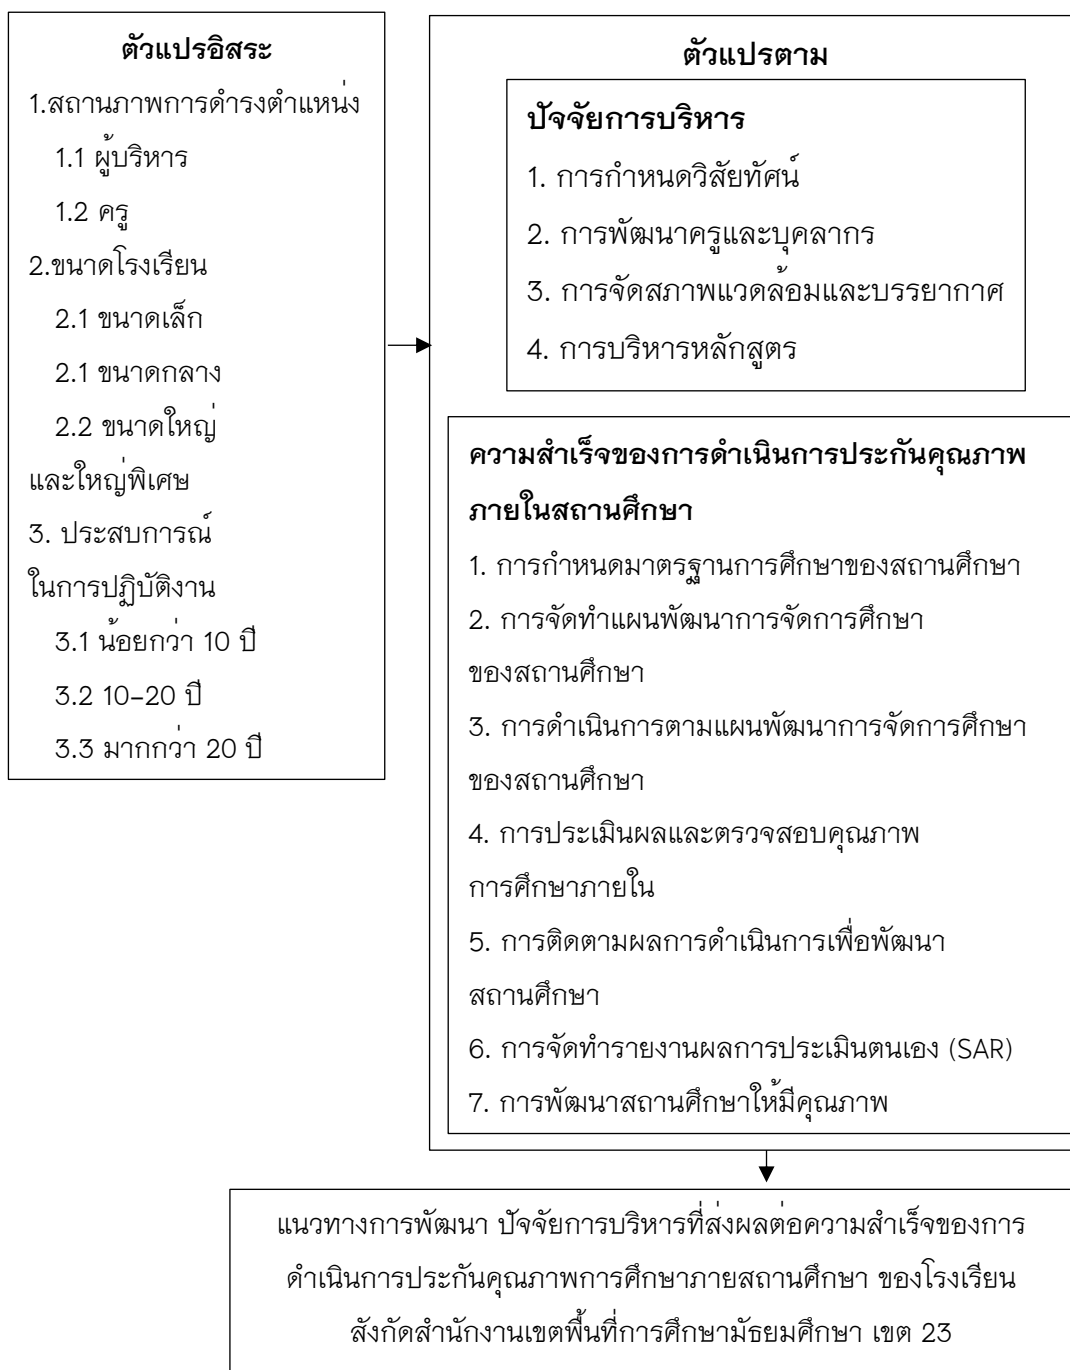 ตัวแปรอิสระ
1.สถานภาพการดำรงตำแหน่ง
1.1 ผู้บริหาร
1.2 ครู
2.ขนาดโรงเรียน
2.1 ขนาดเล็ก
2.1 ขนาดกลาง
2.2 ขนาดใหญ่
และใหญ่พิเศษ
3. ประสบการณ์
ในการปฏิบัติงาน
3.1 น้อยกว่า 10 ปี
3.2 10–20 ปี
3.3 มากกว่า 20 ปี
ตัวแปรตาม
ปัจจัยการบริหาร
1. การกำหนดวิสัยทัศน์
2. การพัฒนาครูและบุคลากร
3. การจัดสภาพแวดล้อมและบรรยากาศ
4. การบริหารหลักสูตร
ความสำเร็จของการดำเนินการประกันคุณภาพ
ภายในสถานศึกษา
1. การกำหนดมาตรฐานการศึกษาของสถานศึกษา
2. การจัดทำแผนพัฒนาการจัดการศึกษา
ของสถานศึกษา
3. การดำเนินการตามแผนพัฒนาการจัดการศึกษา
ของสถานศึกษา
4. การประเมินผลและตรวจสอบคุณภาพ
การศึกษาภายใน
5. การติดตามผลการดำเนินการเพื่อพัฒนา
สถานศึกษา
6. การจัดทำรายงานผลการประเมินตนเอง (SAR)
7. การพัฒนาสถานศึกษาให้มีคุณภาพ
แนวทางการพัฒนา ปัจจัยการบริหารที่ส่งผลต่อความสำเร็จของการ
ดำเนินการประกันคุณภาพการศึกษาภายสถานศึกษา ของโรงเรียน
สังกัดสำนักงานเขตพื้นที่การศึกษามัธยมศึกษา เขต 23